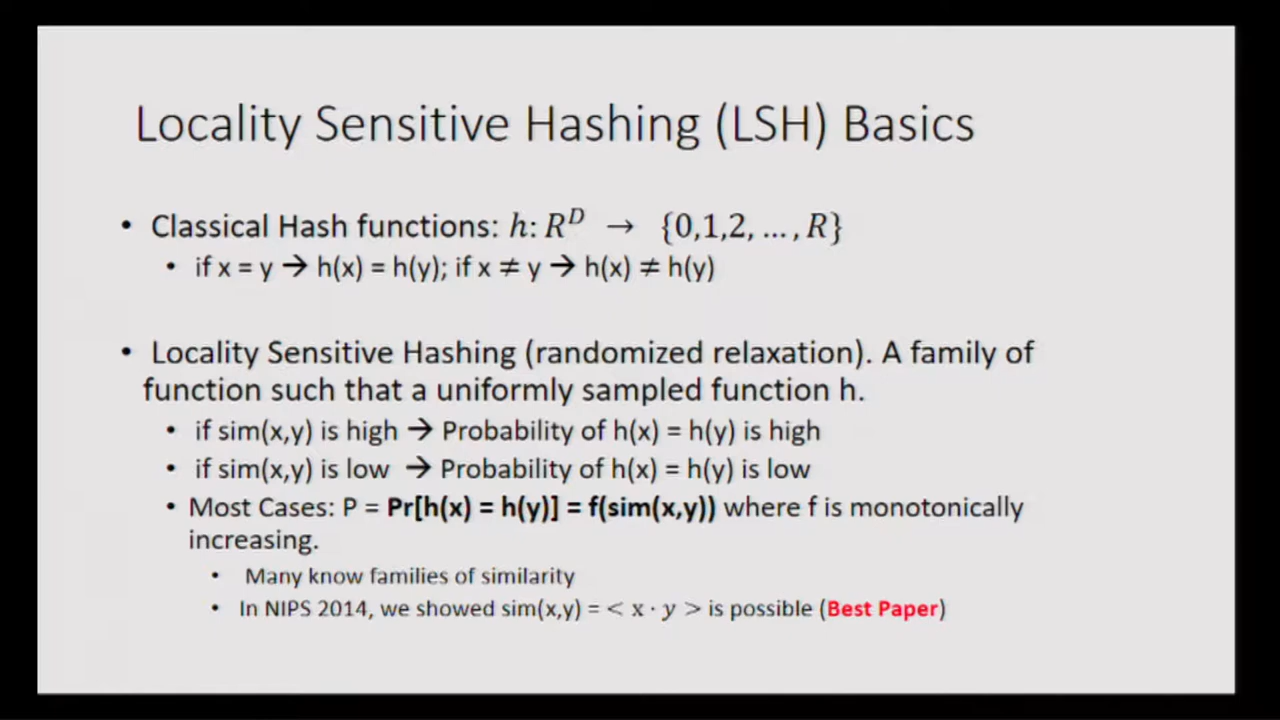 Locality Sensitive Hashing (LSH) Basics
• Classical Hash functions: h: R^D → {0,1,2, … , R}
• if x = y → h(x) = h(y); if x ≠ y → h(x) ≠ h(y)
• Locality Sensitive Hashing (randomized relaxation). A family of
function such that a uniformly sampled function h.
• if sim(x,y) is high → Probability of h(x) = h(y) is high
• if sim(x,y) is low → Probability of h(x) = h(y) is low
• Most Cases: P = Pr[h(x) = h(y)] = f(sim(x,y)) where f is monotonically
increasing.
• Many know families of similarity
• In NIPS 2014, we showed sim(x,y) = < x · y > is possible (Best Paper)